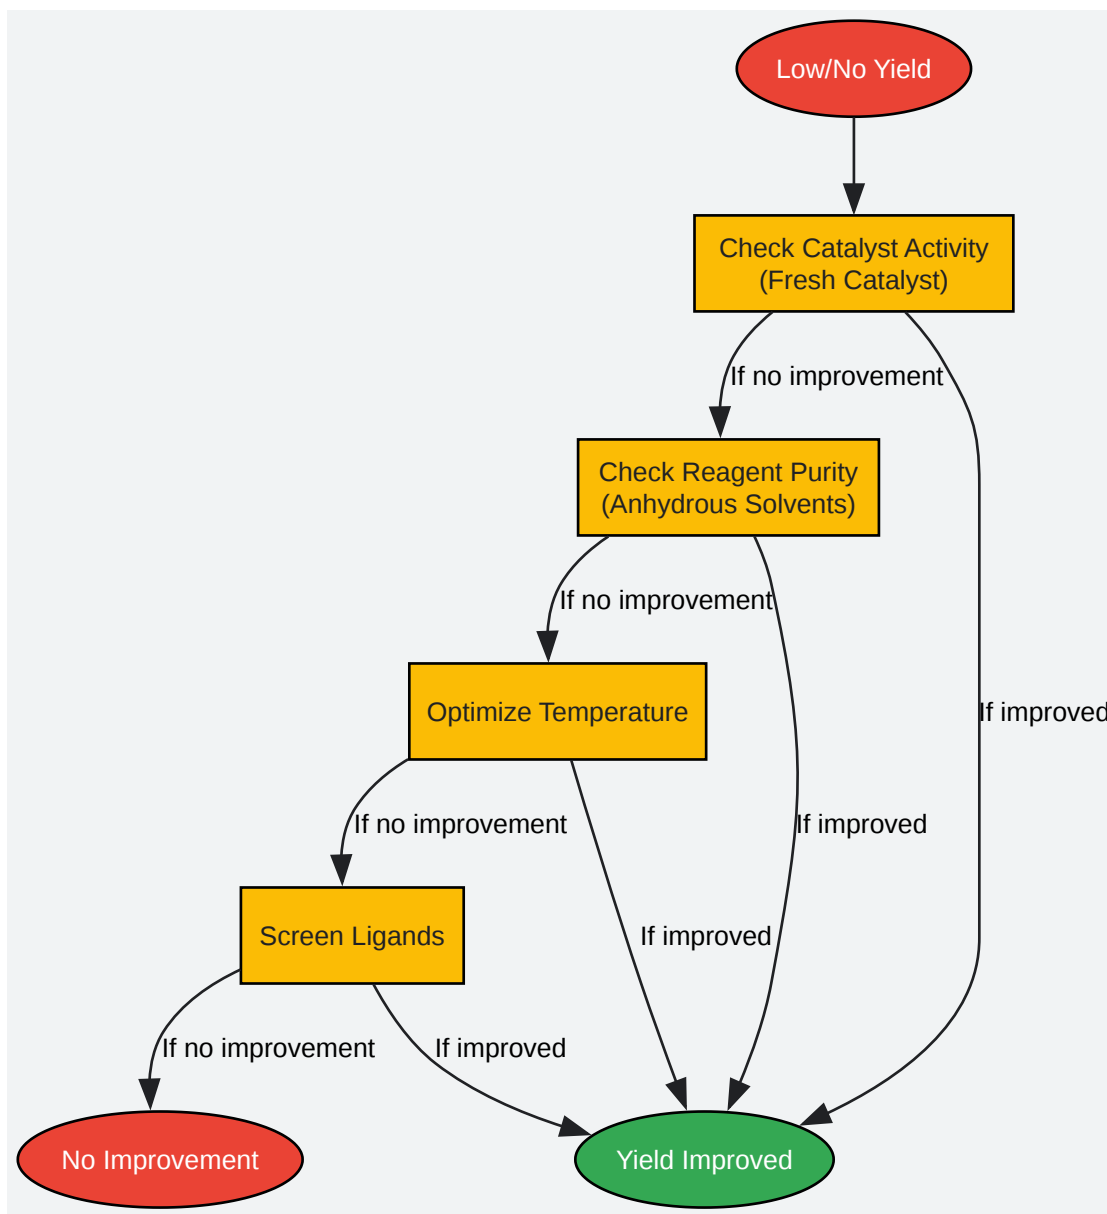 Low/No Yield
Check Catalyst Activity
(Fresh Catalyst)
If no improvement
Check Reagent Purity
(Anhydrous Solvents)
If no improvement
Optimize Temperature
If improved
If no improvement
If improved
Screen Ligands
If improved
If no improvement
If improved
No Improvement
Yield Improved